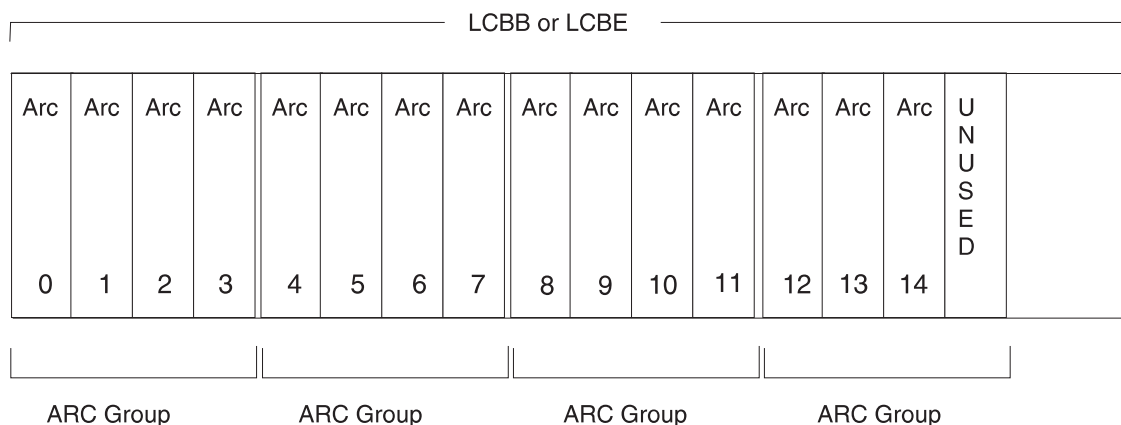 LCBB or LCBE
Arc Arc Arc Arc Arc Arc Arc Arc Arc Arc Arc Arc Arc Arc Arc UNUSED
0 1 2 3 4 5 6 7 8 9 10 11 12 13 14
ARC Group ARC Group ARC Group ARC Group